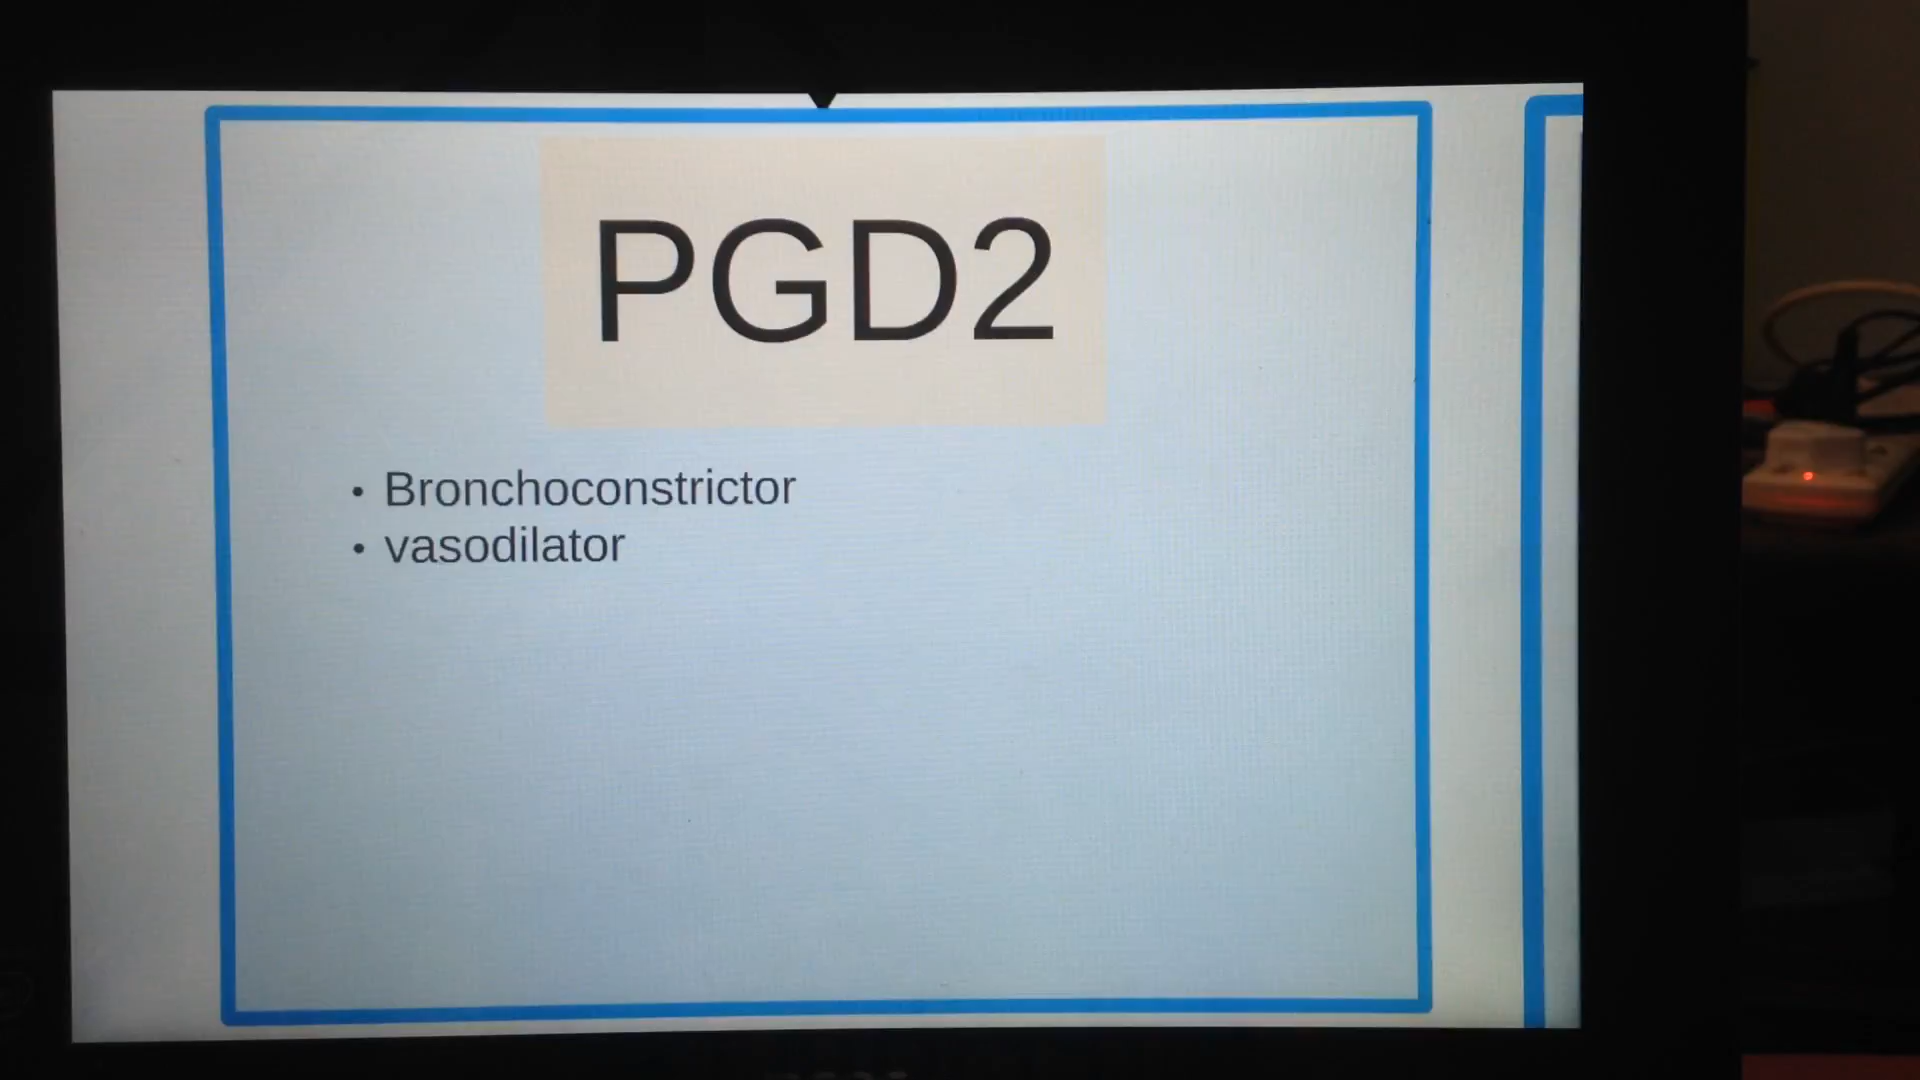 PGD2
• Bronchoconstrictor
• vasodilator